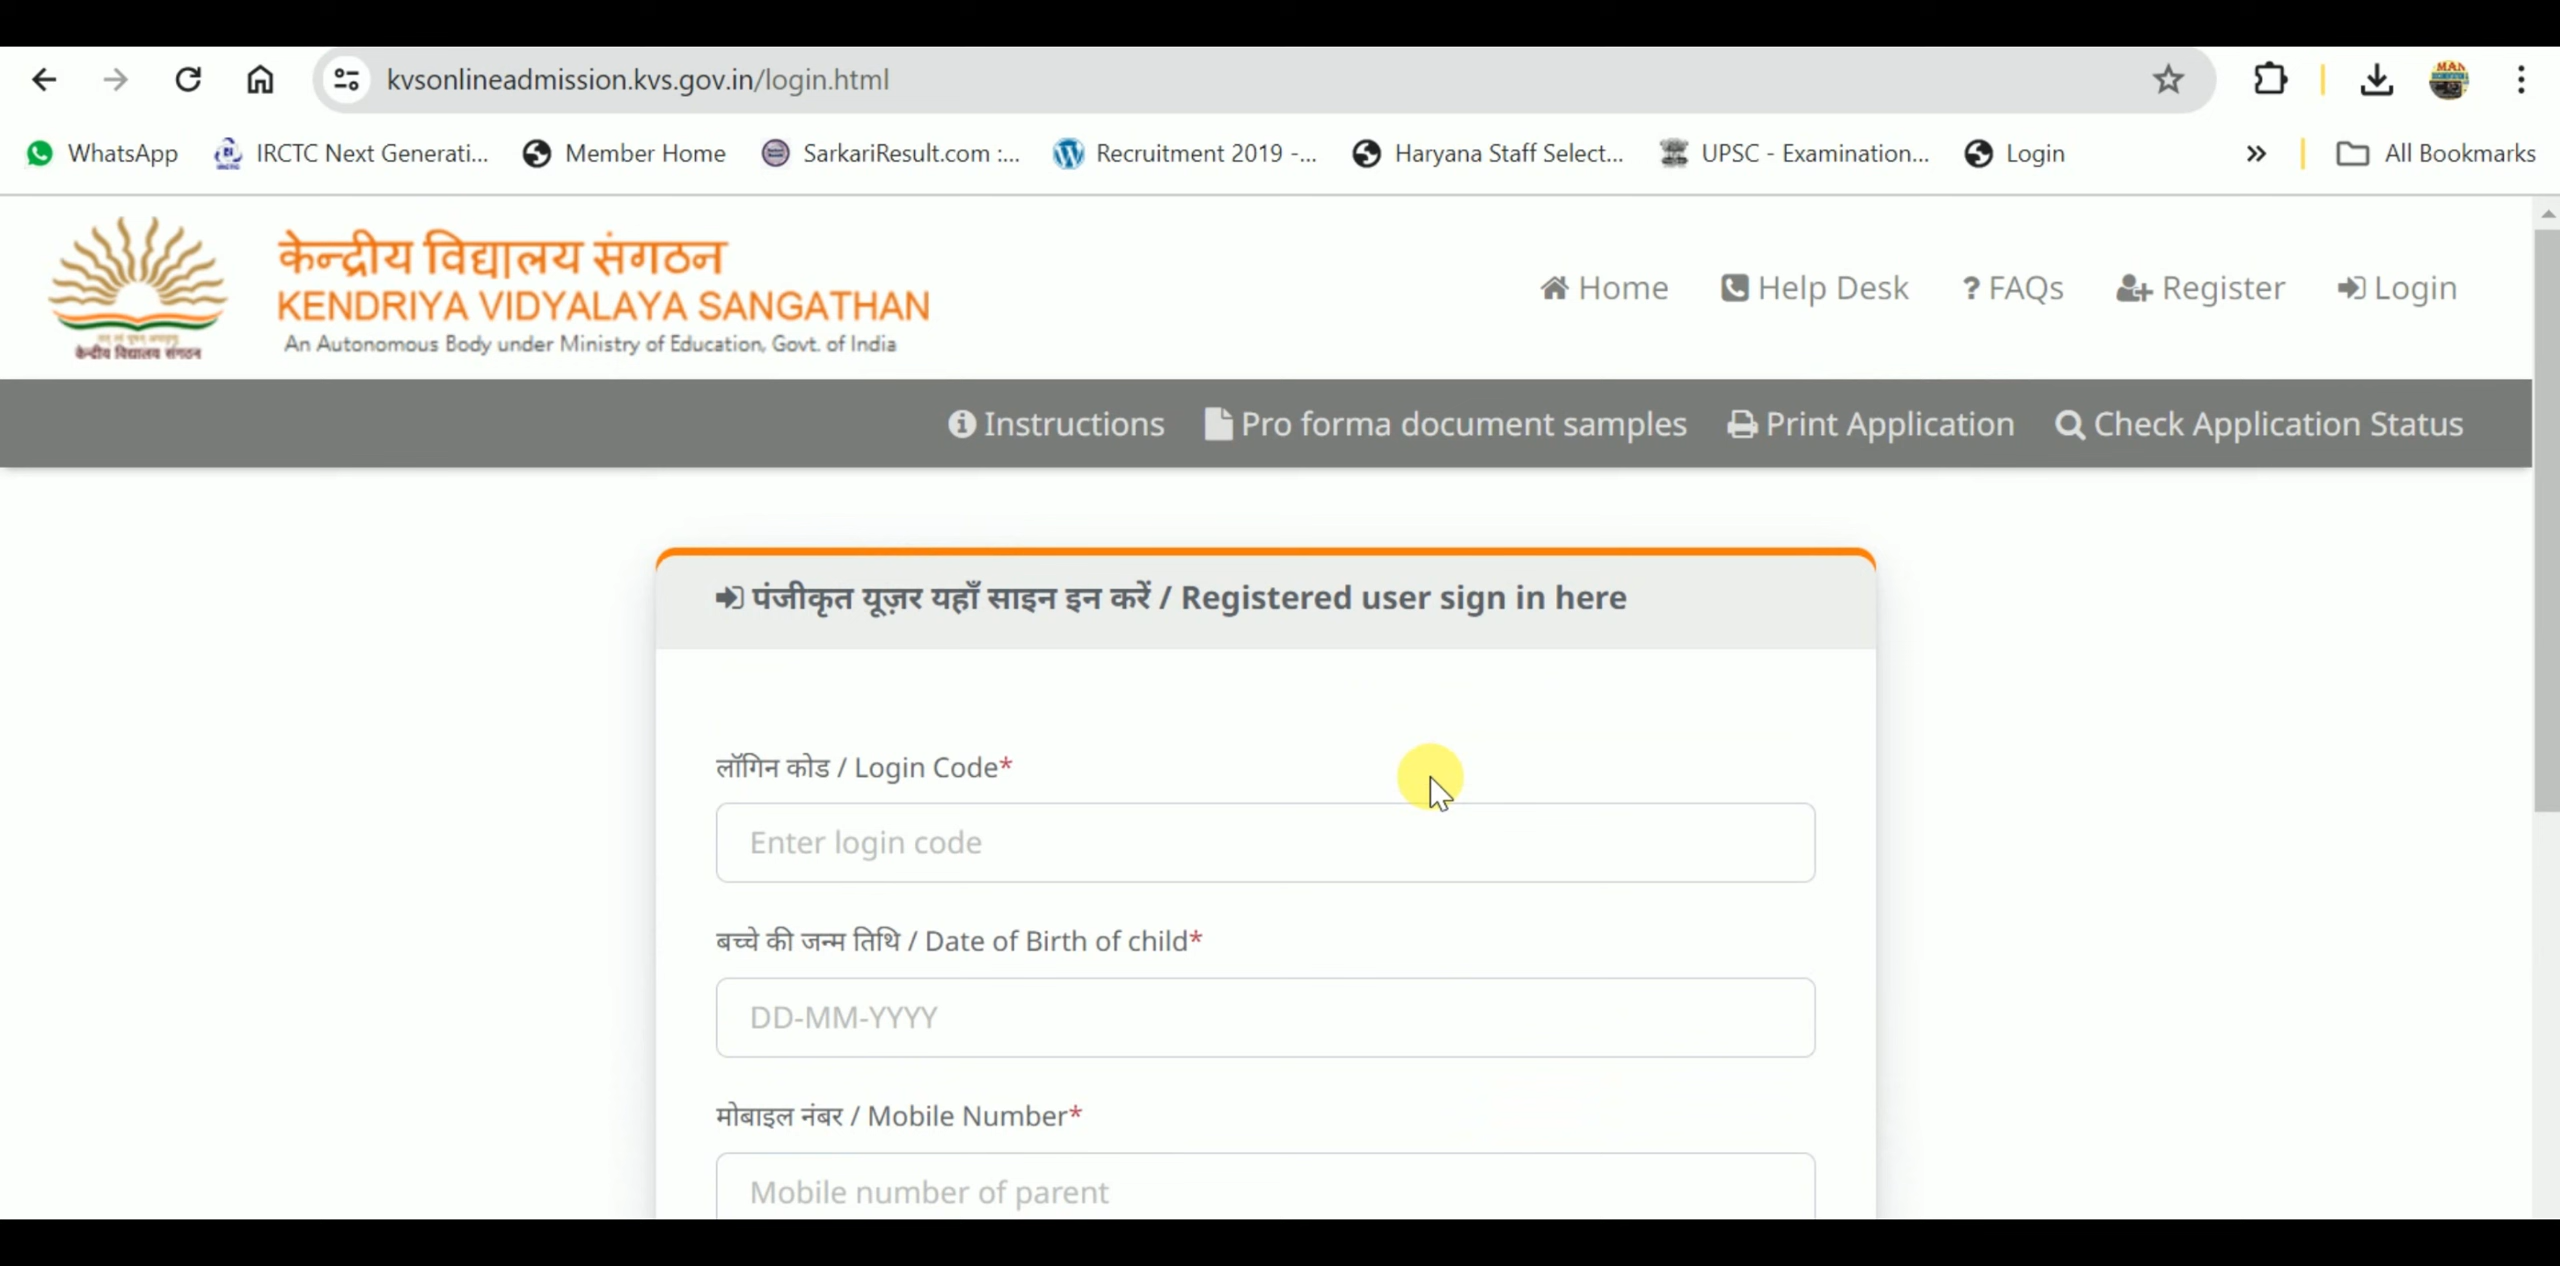 kvsonlineadmission.kvs.gov.in/login.html
MAN
WhatsApp IRCTC Next Generati... Member Home SarkariResult.com :... Recruitment 2019 -... Haryana Staff Select... UPSC - Examination... Login » All Bookmarks
केन्द्रीय विद्यालय संगठन
KENDRIYA VIDYALAYA SANGATHAN
An Autonomous Body under Ministry of Education, Govt. of India
केन्द्रीय विद्यालय संगठन
Home Help Desk ? FAQs Register Login
Instructions Pro forma document samples Print Application Check Application Status
पंजीकृत यूज़र यहाँ साइन इन करें / Registered user sign in here
लॉगिन कोड / Login Code*
Enter login code
बच्चे की जन्म तिथि / Date of Birth of child*
DD-MM-YYYY
मोबाइल नंबर / Mobile Number*
Mobile number of parent